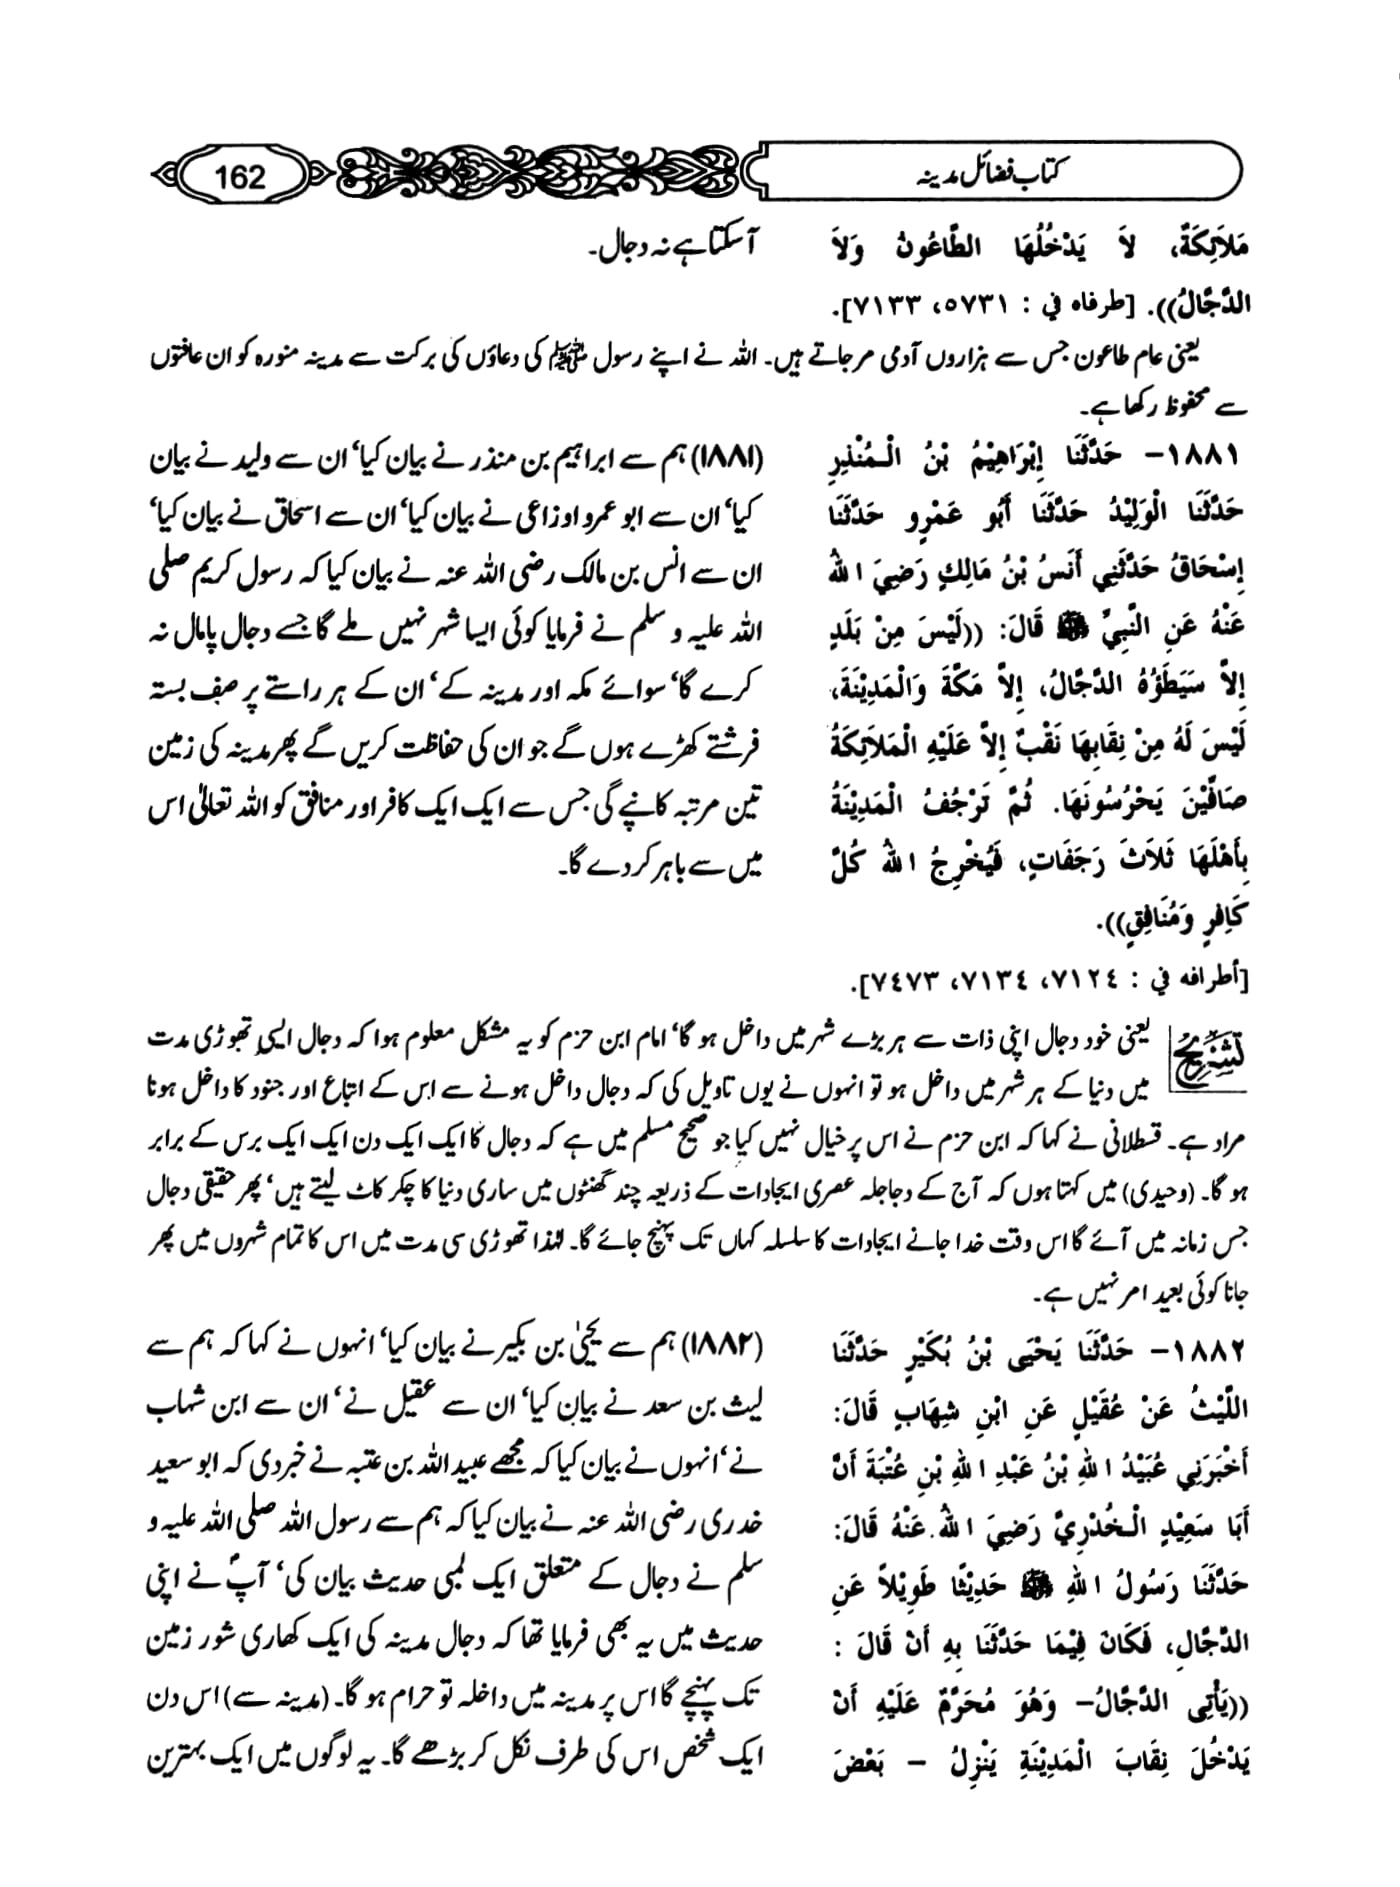 كتاب فضائل مدينہ
162
مَلاَئِكَةٌ، لاَ يَدْخُلُهَا الطَّاعُونُ وَلاَ
الدَّجَّالُ)). [طرفاه في : ٥٧٣١، ٧١٣٣].
آ سکتا ہے نہ دجال۔
یعنی عام طاعون جس سے ہزاروں آدمی مر جاتے ہیں۔ اللہ نے اپنے رسول ﷺ کی دعاؤں کی برکت سے مدینہ منورہ کو ان عافتوں
سے محفوظ رکھا ہے۔
١٨٨١– حَدَّثَنَا إِبْرَاهِيْمُ بْنُ الْـمُنْذِرِ
حَدَّثَنَا الْوَلِيْدُ حَدَّثَنَا أَبُو عَمْرٍو حَدَّثَنَا
إِسْحَاقُ حَدَّثَنِي أَنَسُ بْنُ مَالِكٍ رَضِيَ اللهُ
عَنْهُ عَنِ النَّبِيِّ ﷺ قَالَ: ((لَيْسَ مِنْ بَلَدٍ
إِلاَّ سَيَطَؤُهُ الدَّجَّالُ، إِلاَّ مَكَّةَ وَالْمَدِيْنَةَ،
لَيْسَ لَهُ مِنْ نِقَابِهَا نَقْبٌ إِلاَّ عَلَيْهِ الْمَلاَئِكَةُ
صَافِّيْنَ يَحْرُسُونَهَا. ثُمَّ تَرْجُفُ الْمَدِيْنَةُ
بِأَهْلِهَا ثَلاَثَ رَجَفَاتٍ، فَيُخْرِجُ اللهُ كُلَّ
كَافِرٍ وَمُنَافِقٍ)).
[أطرافه في : ٧١٢٤، ٧١٣٤، ٧٤٧٣].
(۱۸۸۱) ہم سے ابراہیم بن منذر نے بیان کیا‘ ان سے ولید نے بیان
کیا‘ ان سے ابو عمرو اوزاعی نے بیان کیا‘ ان سے اسحاق نے بیان کیا‘
ان سے انس بن مالک رضی اللہ عنہ نے بیان کیا کہ رسول کریم صلی
اللہ علیہ و سلم نے فرمایا کوئی ایسا شہر نہیں ملے گا جسے دجال پامال نہ
کرے گا‘ سوائے مکہ اور مدینہ کے‘ ان کے ہر راستے پر صف بستہ
فرشتے کھڑے ہوں گے جو ان کی حفاظت کریں گے پھر مدینہ کی زمین
تین مرتبہ کانپے گی جس سے ایک ایک کافر اور منافق کو اللہ تعالیٰ اس
میں سے باہر کردے گا۔
تشریح یعنی خود دجال اپنی ذات سے ہر بڑے شہر میں داخل ہو گا‘ امام ابن حزم کو یہ مشکل معلوم ہوا کہ دجال ایسی تھوڑی مدت
میں دنیا کے ہر شہر میں داخل ہو تو انہوں نے یوں تاویل کی کہ دجال داخل ہونے سے اس کے اتباع اور جنود کا داخل ہونا
مراد ہے۔ قسطلانی نے کہا کہ ابن حزم نے اس پر خیال نہیں کیا جو صحیح مسلم میں ہے کہ دجال کا ایک ایک دن ایک ایک برس کے برابر
ہو گا۔ (وحیدی) میں کہتا ہوں کہ آج کے دجاجلہ عصری ایجادات کے ذریعہ چند گھنٹوں میں ساری دنیا کا چکر کاٹ لیتے ہیں‘ پھر حقیقی دجال
جس زمانہ میں آئے گا اس وقت خدا جانے ایجادات کا سلسلہ کہاں تک پہنچ جائے گا۔ لہٰذا تھوڑی سی مدت میں اس کا تمام شہروں میں پھر
جانا کوئی بعید امر نہیں ہے۔
١٨٨٢– حَدَّثَنَا يَحْيَى بْنُ بُكَيْرٍ حَدَّثَنَا
اللَّيْثُ عَنْ عُقَيْلٍ عَنِ ابْنِ شِهَابٍ قَالَ:
أَخْبَرَنِي عُبَيْدُ اللهِ بْنُ عَبْدِ اللهِ بْنِ عُتْبَةَ أَنَّ
أَبَا سَعِيْدٍ الْـخُدْرِيَّ رَضِيَ اللهُ عَنْهُ قَالَ:
حَدَّثَنَا رَسُولُ اللهِ ﷺ حَدِيْثًا طَوِيْلاً عَنِ
الدَّجَّالِ، فَكَانَ فِيْمَا حَدَّثَنَا بِهِ أَنْ قَالَ :
((يَأْتِي الدَّجَّالُ– وَهُوَ مُحَرَّمٌ عَلَيْهِ أَنْ
يَدْخُلَ نِقَابَ الْمَدِيْنَةِ يَنْزِلُ – بَعْضَ
(۱۸۸۲) ہم سے یحییٰ بن بکیر نے بیان کیا‘ انہوں نے کہا کہ ہم سے
لیث بن سعد نے بیان کیا‘ ان سے عقیل نے‘ ان سے ابن شہاب
نے‘ انہوں نے بیان کیا کہ مجھے عبید اللہ بن عتبہ نے خبردی کہ ابو سعید
خدری رضی اللہ عنہ نے بیان کیا کہ ہم سے رسول اللہ صلی اللہ علیہ و
سلم نے دجال کے متعلق ایک لمبی حدیث بیان کی‘ آپؐ نے اپنی
حدیث میں یہ بھی فرمایا تھا کہ دجال مدینہ کی ایک کھاری شور زمین
تک پہنچے گا اس پر مدینہ میں داخلہ تو حرام ہو گا۔ (مدینہ سے) اس دن
ایک شخص اس کی طرف نکل کر بڑھے گا۔ یہ لوگوں میں ایک بہترین